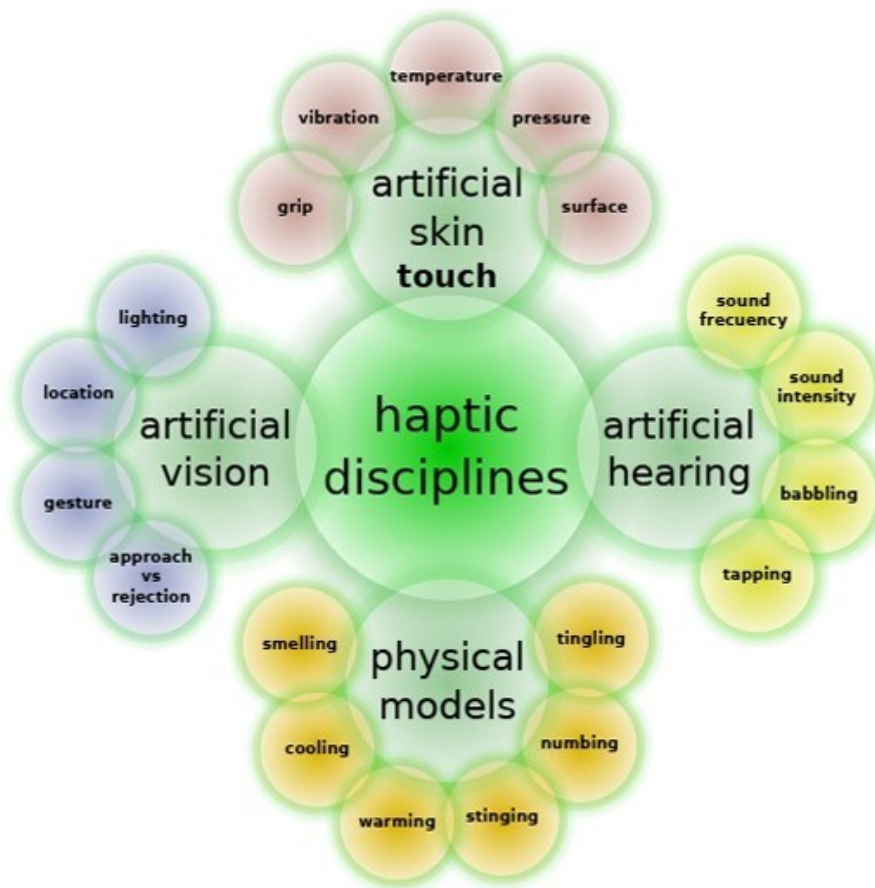 temperature
vibration
pressure
grip
surface
artificial
skin
touch
lighting
location
gesture
approach
vs
rejection
artificial
vision
haptic
disciplines
artificial
hearing
sound
frecuency
sound
intensity
babbling
tapping
physical
models
smelling
cooling
warming
stinging
numbing
tingling